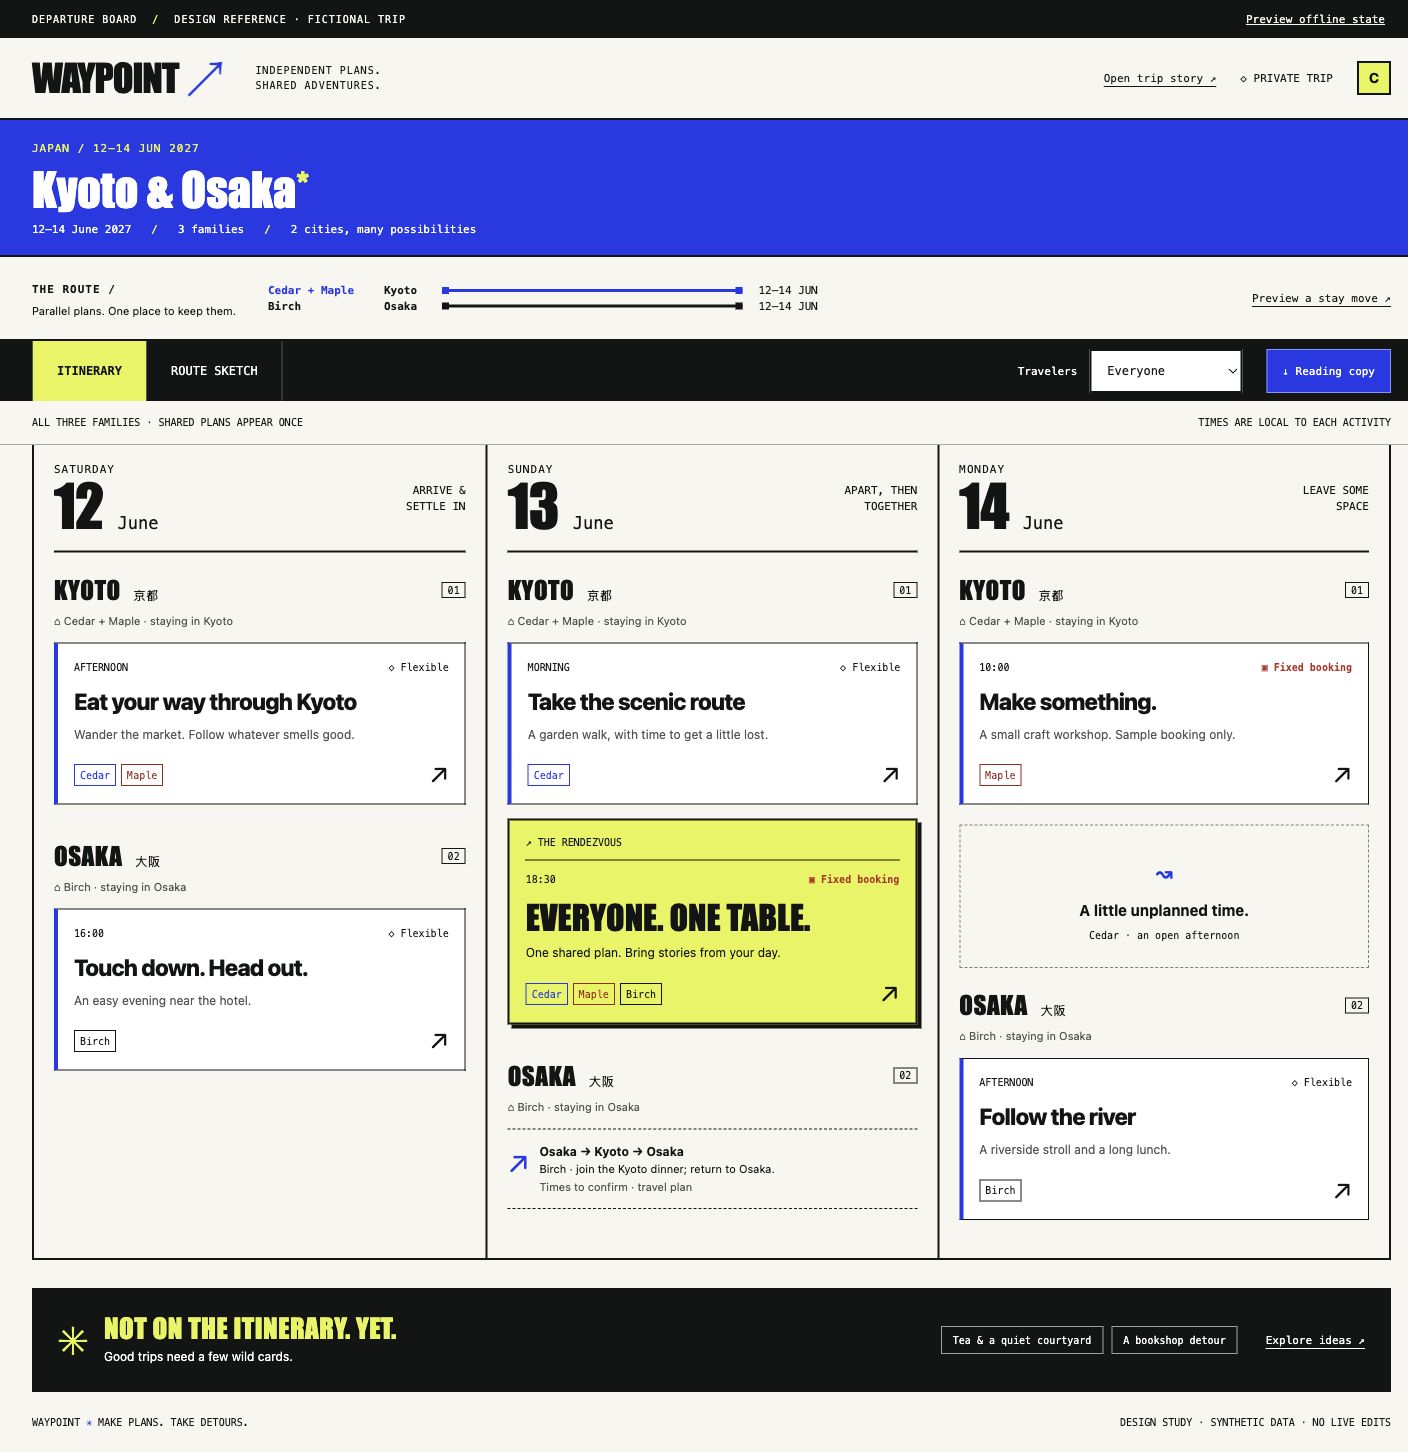 DEPARTURE BOARD / DESIGN REFERENCE · FICTIONAL TRIP
Preview offline state
WAYPOINT ↗
INDEPENDENT PLANS.
SHARED ADVENTURES.
Open trip story ↗
◇ PRIVATE TRIP
C
JAPAN / 12–14 JUN 2027
Kyoto & Osaka*
12–14 June 2027 / 3 families / 2 cities, many possibilities
THE ROUTE /
Parallel plans. One place to keep them.
Cedar + Maple Kyoto 12–14 JUN
Birch Osaka 12–14 JUN
Preview a stay move ↗
ITINERARY
ROUTE SKETCH
Travelers
Everyone
↓ Reading copy
ALL THREE FAMILIES · SHARED PLANS APPEAR ONCE
TIMES ARE LOCAL TO EACH ACTIVITY
SATURDAY
12 June
ARRIVE &
SETTLE IN
KYOTO 京都
01
⌂ Cedar + Maple · staying in Kyoto
AFTERNOON
◇ Flexible
Eat your way through Kyoto
Wander the market. Follow whatever smells good.
Cedar
Maple
OSAKA 大阪
02
⌂ Birch · staying in Osaka
16:00
◇ Flexible
Touch down. Head out.
An easy evening near the hotel.
Birch
SUNDAY
13 June
APART, THEN
TOGETHER
KYOTO 京都
01
⌂ Cedar + Maple · staying in Kyoto
MORNING
◇ Flexible
Take the scenic route
A garden walk, with time to get a little lost.
Cedar
↗ THE RENDEZVOUS
18:30
▣ Fixed booking
EVERYONE. ONE TABLE.
One shared plan. Bring stories from your day.
Cedar
Maple
Birch
OSAKA 大阪
02
⌂ Birch · staying in Osaka
Osaka → Kyoto → Osaka
Birch · join the Kyoto dinner; return to Osaka.
Times to confirm · travel plan
MONDAY
14 June
LEAVE SOME
SPACE
KYOTO 京都
01
⌂ Cedar + Maple · staying in Kyoto
10:00
▣ Fixed booking
Make something.
A small craft workshop. Sample booking only.
Maple
A little unplanned time.
Cedar · an open afternoon
OSAKA 大阪
02
⌂ Birch · staying in Osaka
AFTERNOON
◇ Flexible
Follow the river
A riverside stroll and a long lunch.
Birch
NOT ON THE ITINERARY. YET.
Good trips need a few wild cards.
Tea & a quiet courtyard
A bookshop detour
Explore ideas ↗
WAYPOINT ✳ MAKE PLANS. TAKE DETOURS.
DESIGN STUDY · SYNTHETIC DATA · NO LIVE EDITS